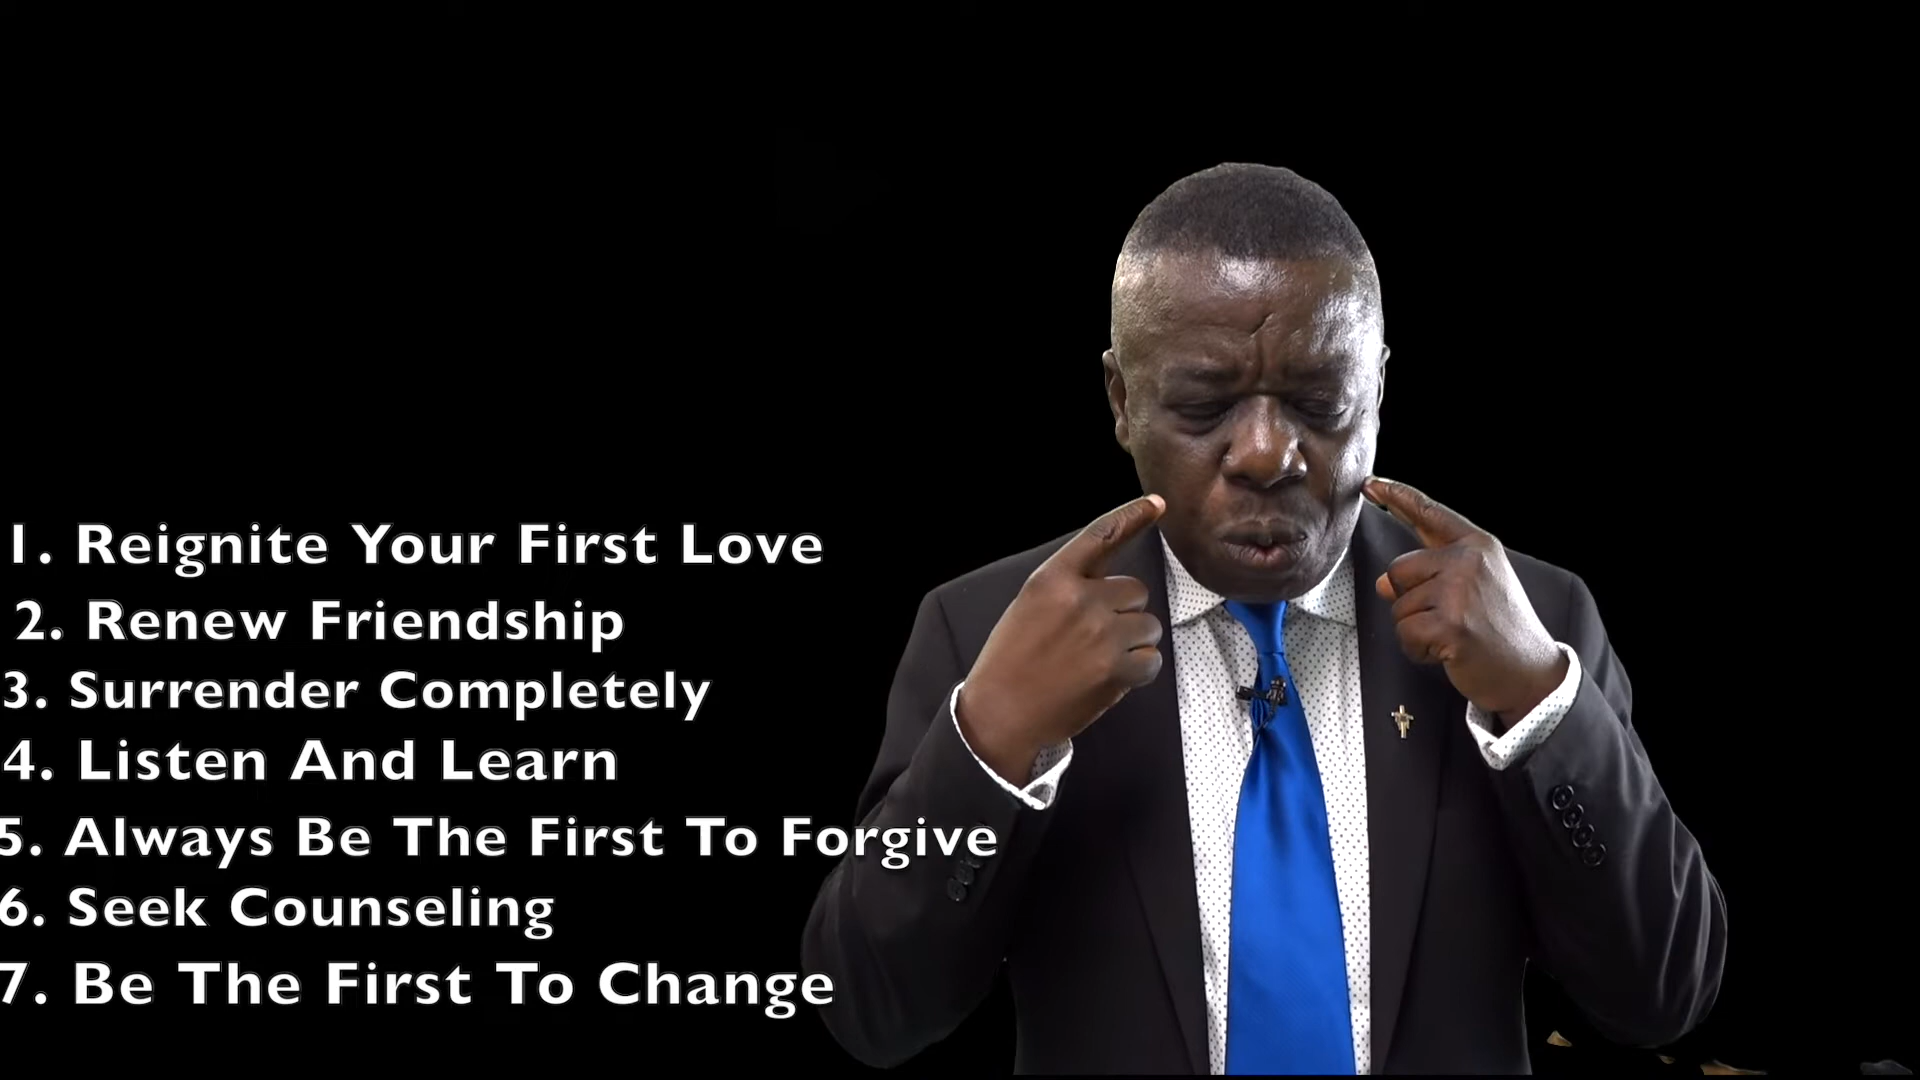 1. Reignite Your First Love
2. Renew Friendship
3. Surrender Completely
4. Listen And Learn
5. Always Be The First To Forgive
6. Seek Counseling
7. Be The First To Change